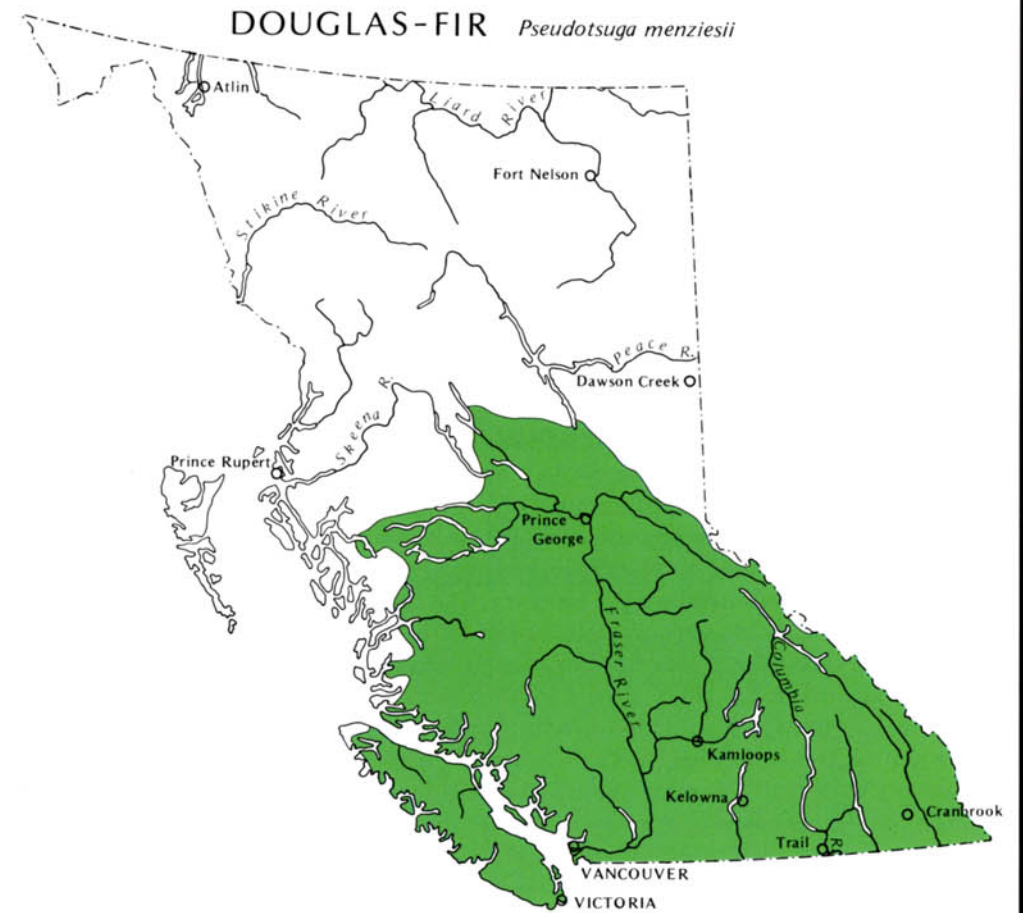 DOUGLAS-FIR Pseudotsuga menziesii
Atlin
Liard River
Fort Nelson
Stikine River
Peace R.
Dawson Creek
Skeena R.
Prince Rupert
Prince
George
Fraser River
Columbia
Kamloops
Kelowna
Cranbrook
Trail
R.
VANCOUVER
VICTORIA